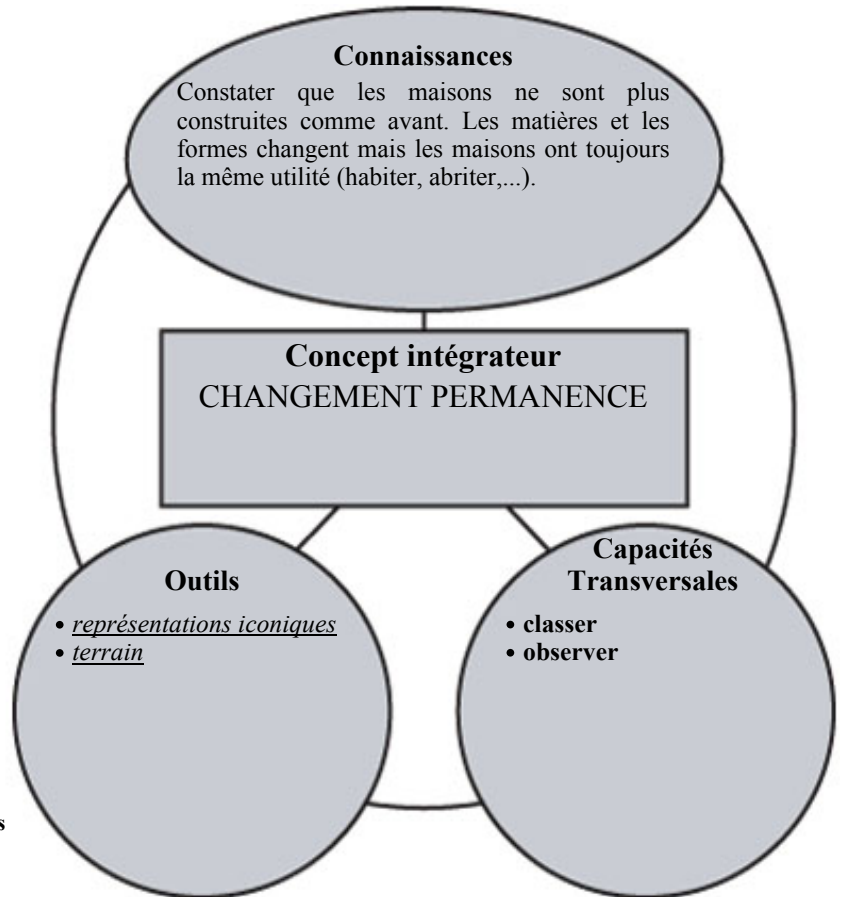 Connaissances
Constater que les maisons ne sont plus
construites comme avant. Les matières et les
formes changent mais les maisons ont toujours
la même utilité (habiter, abriter,...).
Concept intégrateur
CHANGEMENT PERMANENCE
Outils
• représentations iconiques
• terrain
Capacités
Transversales
• classer
• observer
s